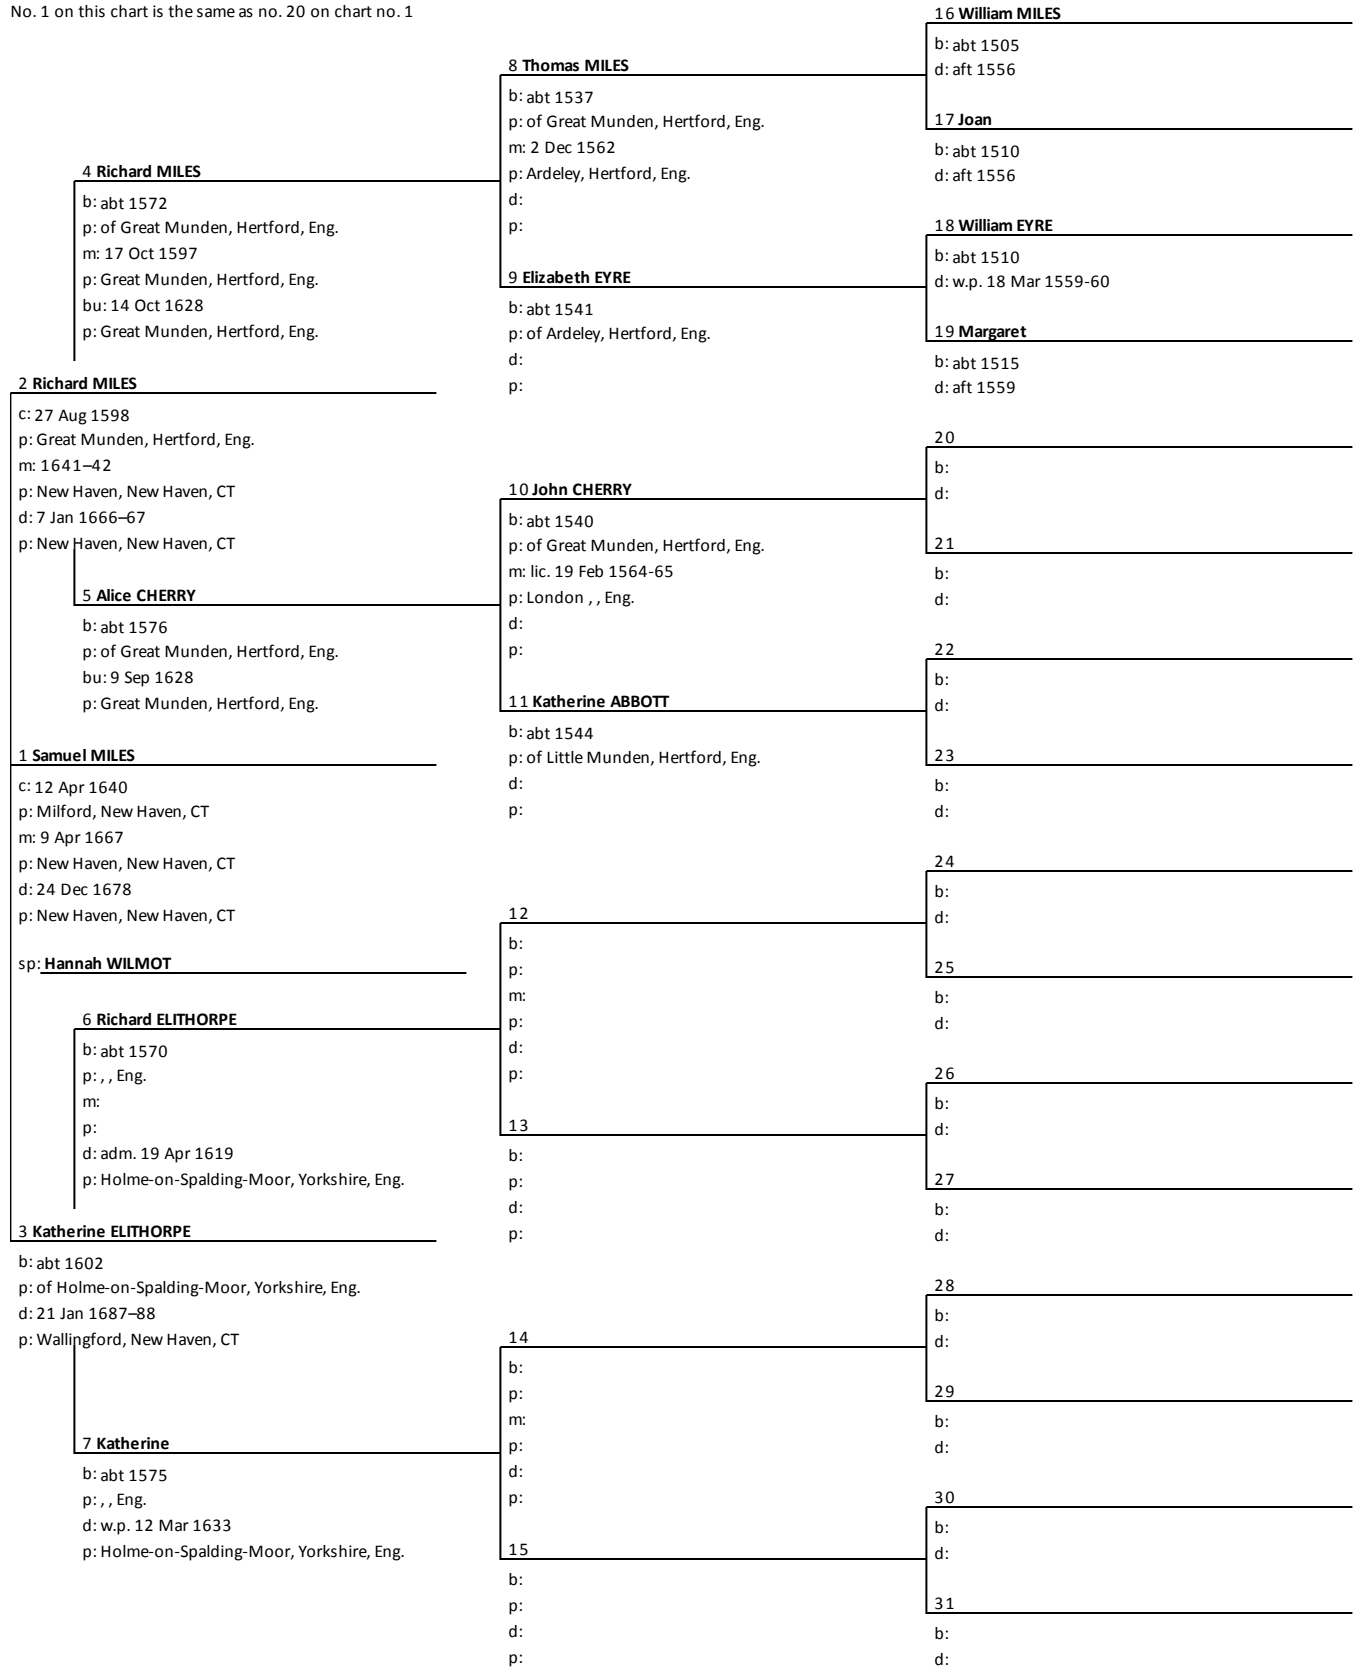 No. 1 on this chart is the same as no. 20 on chart no. 1
4 Richard MILES
b: abt 1572
p: of Great Munden, Hertford, Eng.
m: 17 Oct 1597
p: Great Munden, Hertford, Eng.
bu: 14 Oct 1628
p: Great Munden, Hertford, Eng.
2 Richard MILES
c: 27 Aug 1598
p: Great Munden, Hertford, Eng.
m: 1641–42
p: New Haven, New Haven, CT
d: 7 Jan 1666–67
p: New Haven, New Haven, CT
5 Alice CHERRY
b: abt 1576
p: of Great Munden, Hertford, Eng.
bu: 9 Sep 1628
p: Great Munden, Hertford, Eng.
1 Samuel MILES
c: 12 Apr 1640
p: Milford, New Haven, CT
m: 9 Apr 1667
p: New Haven, New Haven, CT
d: 24 Dec 1678
p: New Haven, New Haven, CT
sp: Hannah WILMOT
6 Richard ELITHORPE
b: abt 1570
p: , , Eng.
m:
p:
d: adm. 19 Apr 1619
p: Holme-on-Spalding-Moor, Yorkshire, Eng.
3 Katherine ELITHORPE
b: abt 1602
p: of Holme-on-Spalding-Moor, Yorkshire, Eng.
d: 21 Jan 1687–88
p: Wallingford, New Haven, CT
7 Katherine
b: abt 1575
p: , , Eng.
d: w.p. 12 Mar 1633
p: Holme-on-Spalding-Moor, Yorkshire, Eng.
8 Thomas MILES
b: abt 1537
p: of Great Munden, Hertford, Eng.
m: 2 Dec 1562
p: Ardeley, Hertford, Eng.
d:
p:
9 Elizabeth EYRE
b: abt 1541
p: of Ardeley, Hertford, Eng.
d:
p:
10 John CHERRY
b: abt 1540
p: of Great Munden, Hertford, Eng.
m: lic. 19 Feb 1564-65
p: London , , Eng.
d:
p:
11 Katherine ABBOTT
b: abt 1544
p: of Little Munden, Hertford, Eng.
d:
p:
12
b:
p:
m:
p:
d:
p:
13
b:
p:
d:
p:
14
b:
p:
m:
p:
d:
p:
15
b:
p:
d:
p:
16 William MILES
b: abt 1505
d: aft 1556
17 Joan
b: abt 1510
d: aft 1556
18 William EYRE
b: abt 1510
d: w.p. 18 Mar 1559-60
19 Margaret
b: abt 1515
d: aft 1559
20
b:
d:
21
b:
d:
22
b:
d:
23
b:
d:
24
b:
d:
25
b:
d:
26
b:
d:
27
b:
d:
28
b:
d:
29
b:
d:
30
b:
d:
31
b:
d: